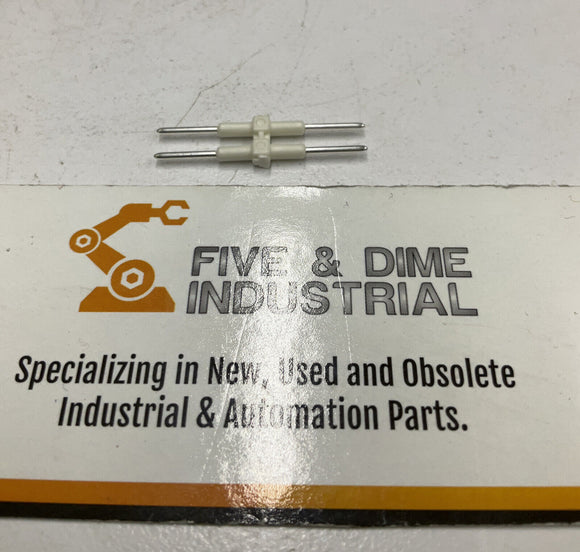 FIVE & DIME
INDUSTRIAL
Specializing in New, Used and Obsolete
Industrial & Automation Parts.